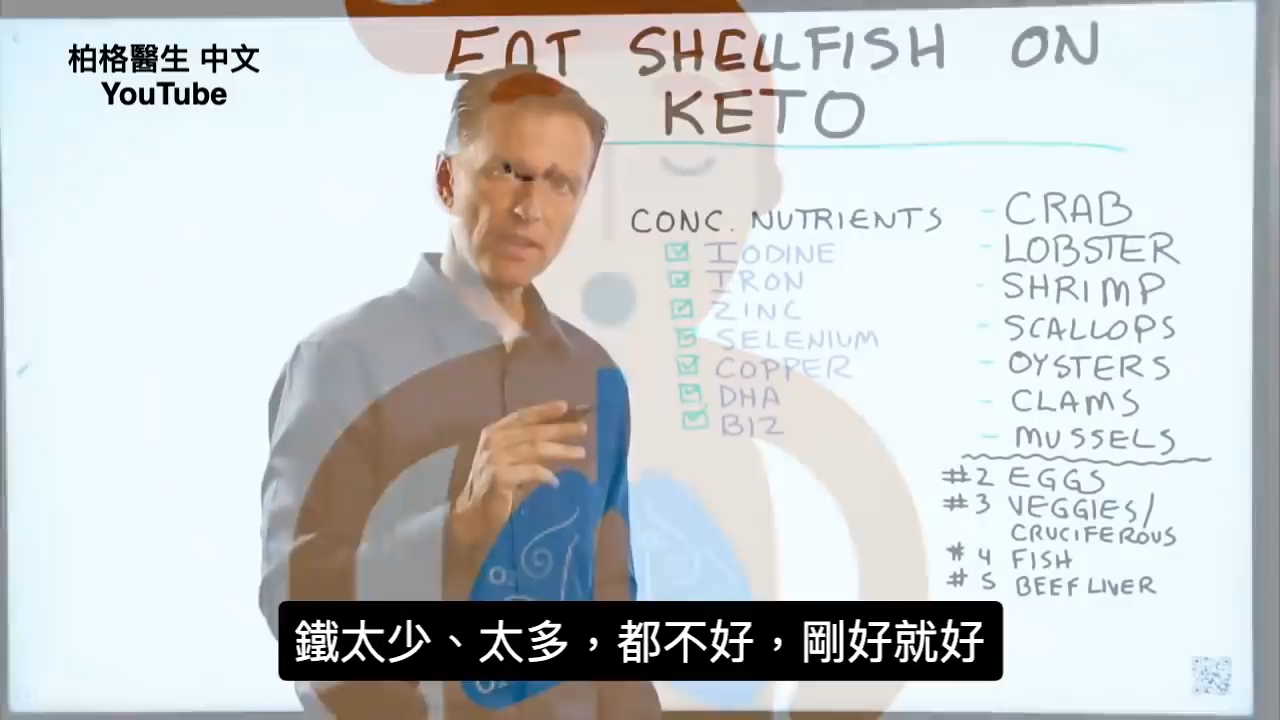 柏格醫生 中文
YouTube
EAT SHELLFISH ON
KETO
CONC. NUTRIENTS
IODINE
IRON
ZINC
SELENIUM
COPPER
DHA
B12
- CRAB
- LOBSTER
- SHRIMP
- SCALLOPS
- OYSTERS
- CLAMS
- MUSSELS
#2 EGGS
#3 VEGGIES/
CRUCIFEROUS
#4 FISH
#5 BEEF LIVER
鐵太少、太多，都不好，剛好就好